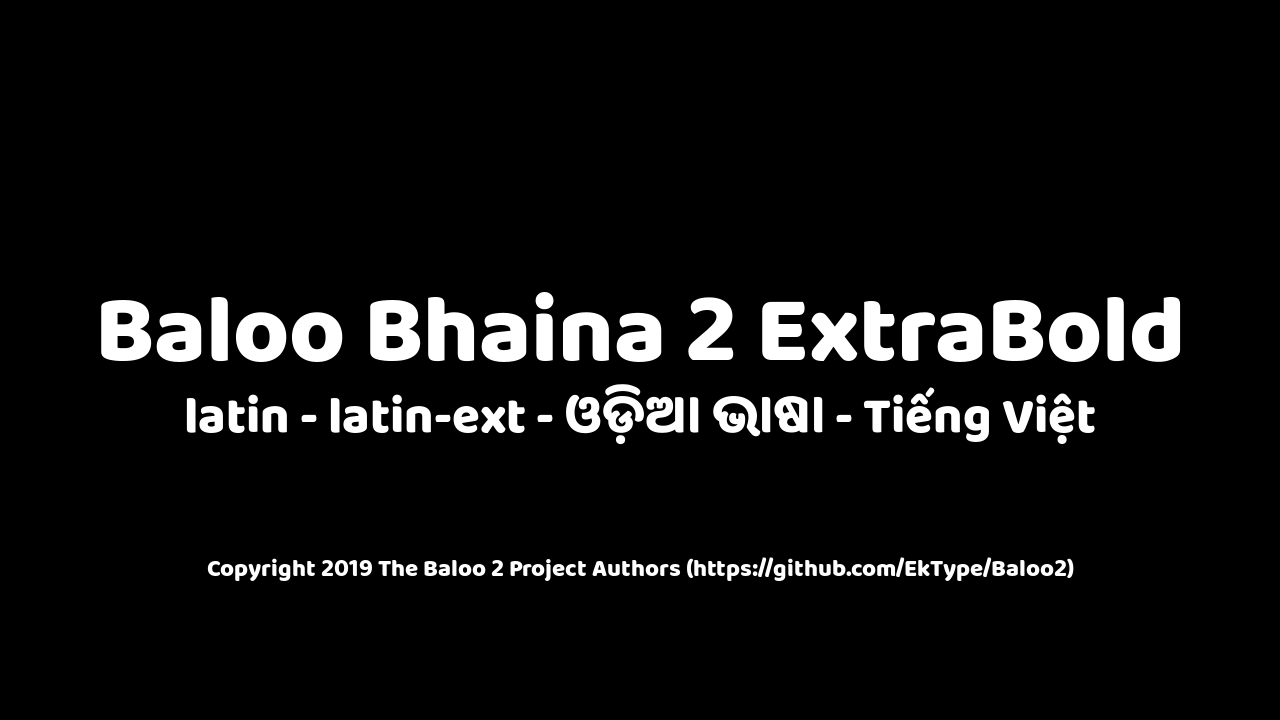 Baloo Bhaina 2 ExtraBold
latin - latin-ext - ଓଡ଼ିଆ ଭାଷା - Tiếng Việt
Copyright 2019 The Baloo 2 Project Authors (https://github.com/EkType/Baloo2)